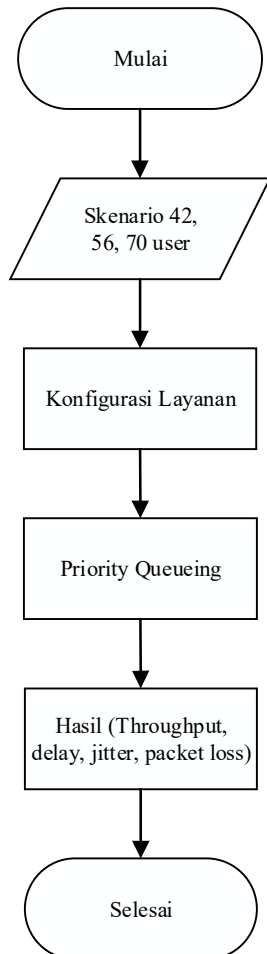 Mulai
Skenario 42,
56, 70 user
Konfigurasi Layanan
Priority Queueing
Hasil (Throughput,
delay, jitter, packet loss)
Selesai